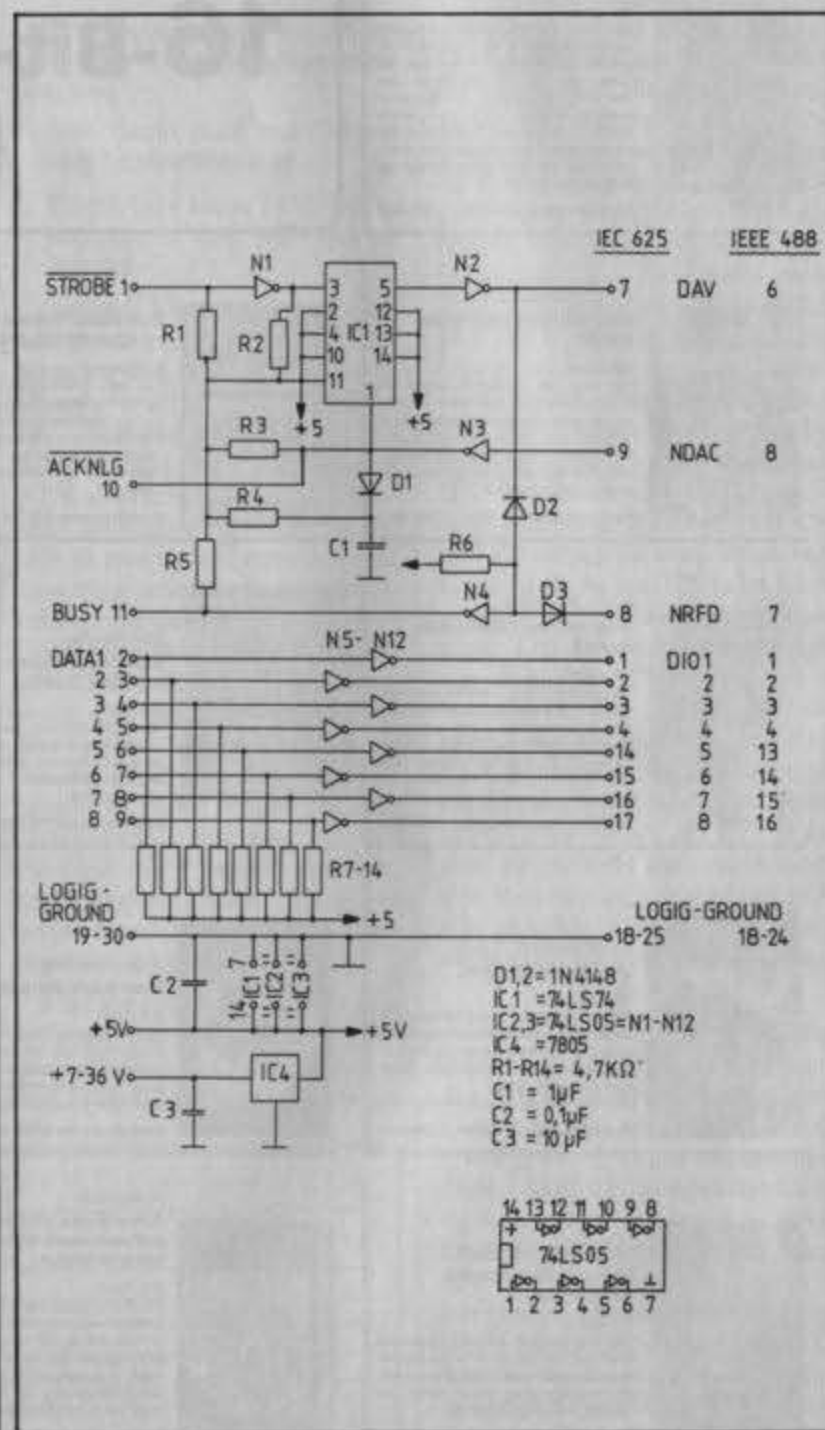 IEC 625 IEEE 488
STROBE 1 N1 3 5 N2 7 DAV 6
2 12
R1 R2 4 IC1 13
10 14
11
1
+5 +5
R3 N3 9 NDAC 8
ACKNLG
10
D1
R4 D2
R5 C1 R6
BUSY 11 N4 D3 8 NRFD 7
N5- N12
DATA1 2 1 DIO1 1
2 3 2 2 2
3 4 3 3 3
4 5 4 4 4
5 6 14 5 13
6 7 15 6 14
7 8 16 7 15
8 9 17 8 16
R7-14
LOGIG-
GROUND +5 LOGIG-GROUND
19-30 18-25 18-24
C2 14 IC1 7 " IC2 " " IC3 "
+5V +5V
+7-36 V IC4
C3
D1,2=1N4148
IC1 =74LS74
IC2,3=74LS05=N1-N12
IC4 =7805
R1-R14= 4,7KΩ
C1 = 1µF
C2 = 0,1µF
C3 = 10 µF
14 13 12 11 10 9 8
+
74LS05
1 2 3 4 5 6 7